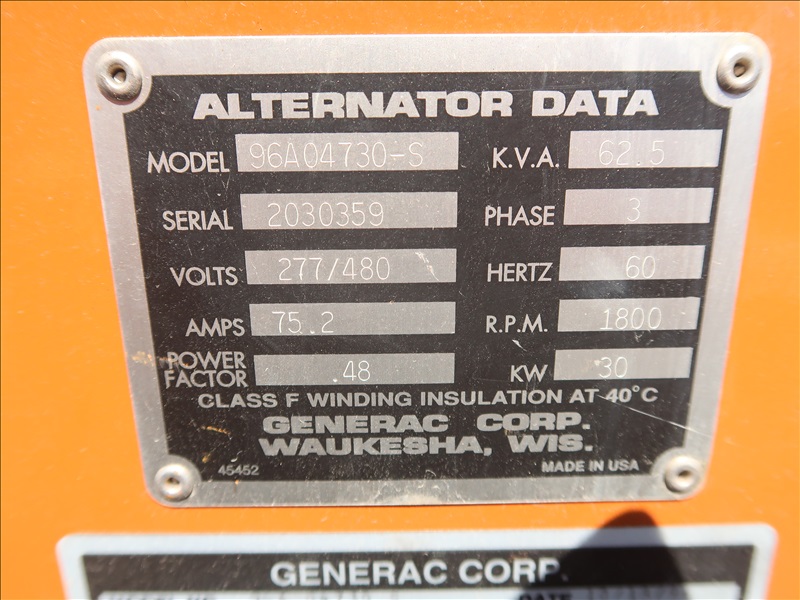 ALTERNATOR DATA
MODEL 96A04730-S K.V.A. 62.5
SERIAL 2030359 PHASE 3
VOLTS 277/480 HERTZ 60
AMPS 75.2 R.P.M. 1800
POWER FACTOR .48 KW 30
CLASS F WINDING INSULATION AT 40°C
GENERAC CORP.
WAUKESHA, WIS.
45452 MADE IN USA
GENERAC CORP.